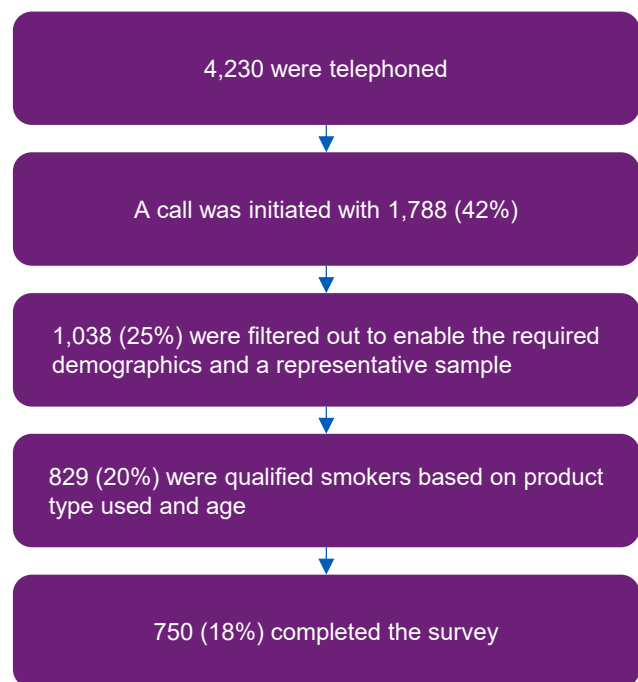 4,230 were telephoned
A call was initiated with 1,788 (42%)
1,038 (25%) were filtered out to enable the required
demographics and a representative sample
829 (20%) were qualified smokers based on product
type used and age
750 (18%) completed the survey